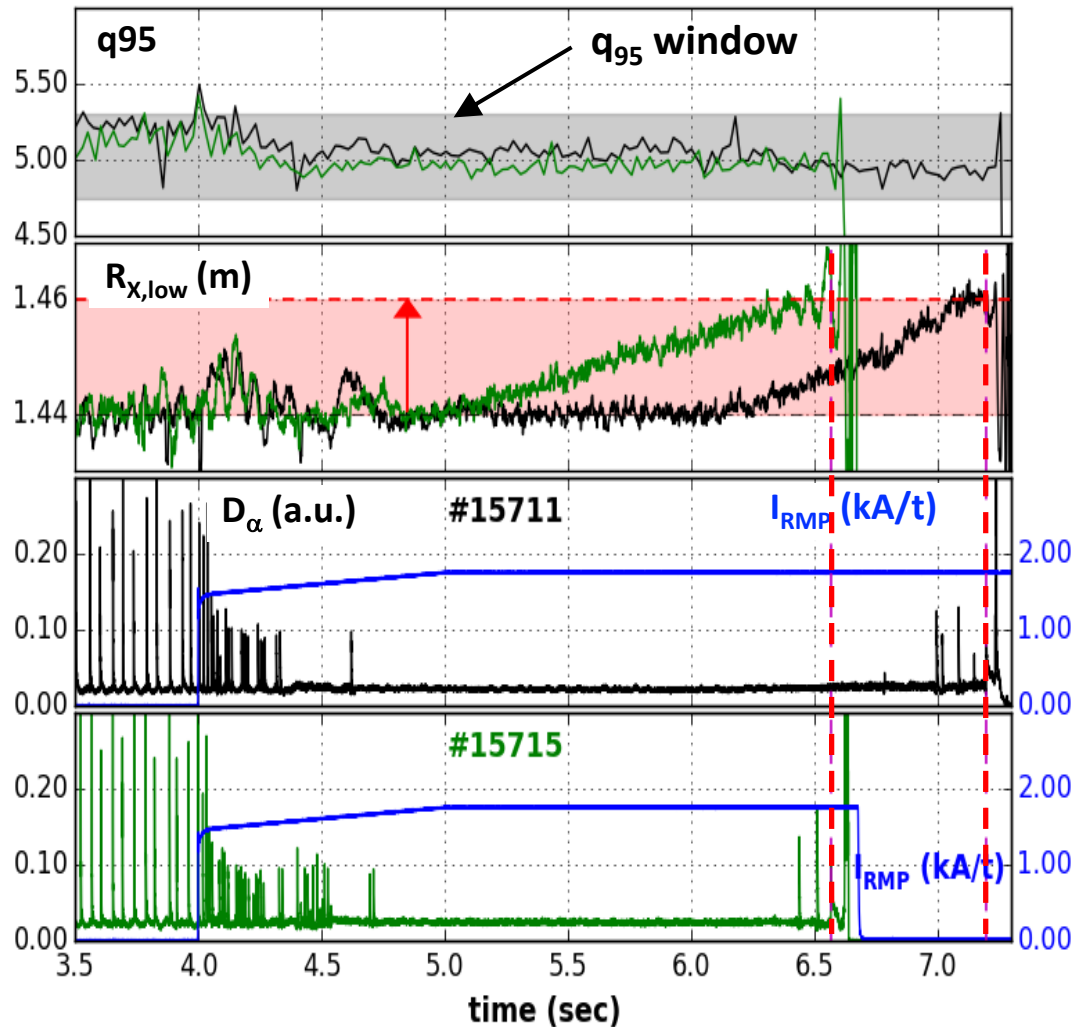 q95
q95 window
5.50
5.00
4.50
RX,low (m)
1.46
1.44
Dα (a.u.) #15711 IRMP (kA/t)
0.20 2.00
0.10 1.00
0.00 0.00
#15715
0.20 2.00
0.10 1.00
IRMP (kA/t)
0.00 0.00
3.5 4.0 4.5 5.0 5.5 6.0 6.5 7.0
time (sec)